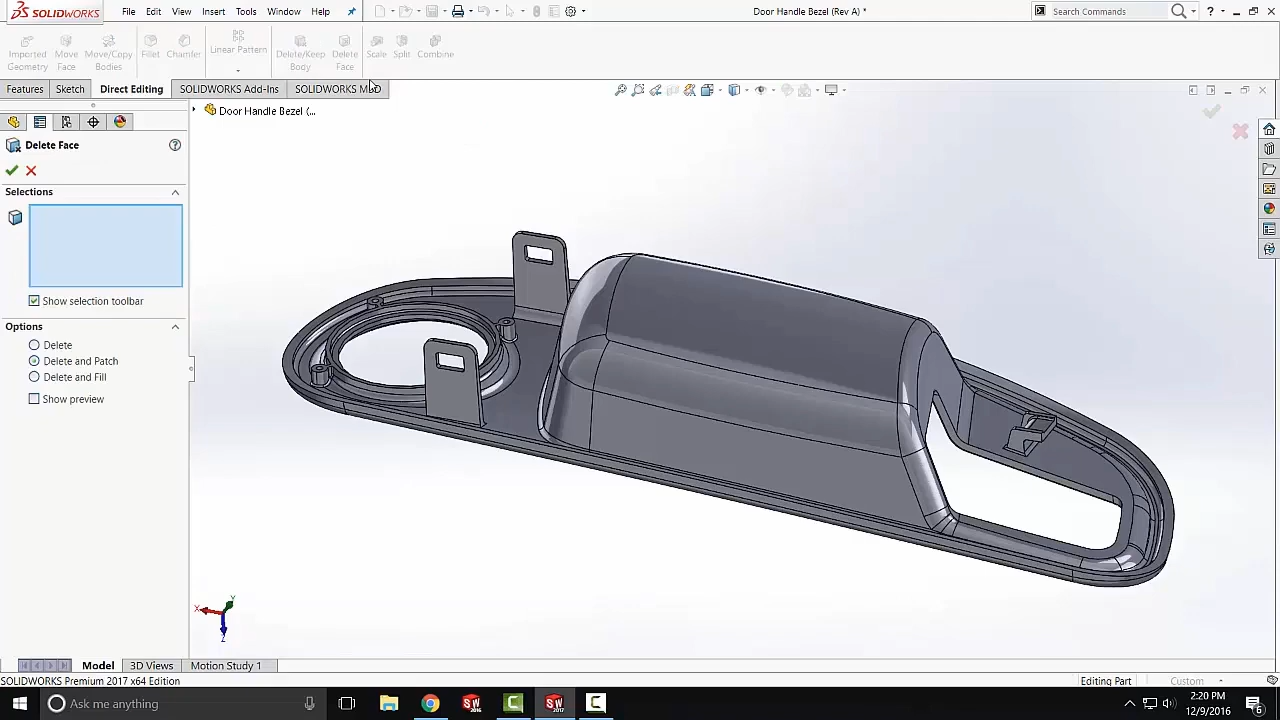 SOLIDWORKS File Edit View Insert Tools Window Help Door Handle Bezel (Rev A) * Search Commands ?
Imported Geometry Move Face Move/Copy Bodies Fillet Chamfer Linear Pattern Delete/Keep Body Delete Face Scale Split Combine
Features Sketch Direct Editing SOLIDWORKS Add-Ins SOLIDWORKS MBD
Door Handle Bezel (...
Delete Face ?
Selections
Show selection toolbar
Options
Delete
Delete and Patch
Delete and Fill
Show preview
X Y Z
Model 3D Views Motion Study 1
SOLIDWORKS Premium 2017 x64 Edition Editing Part Custom
Ask me anything
SW 2017
2:20 PM
12/9/2016
6